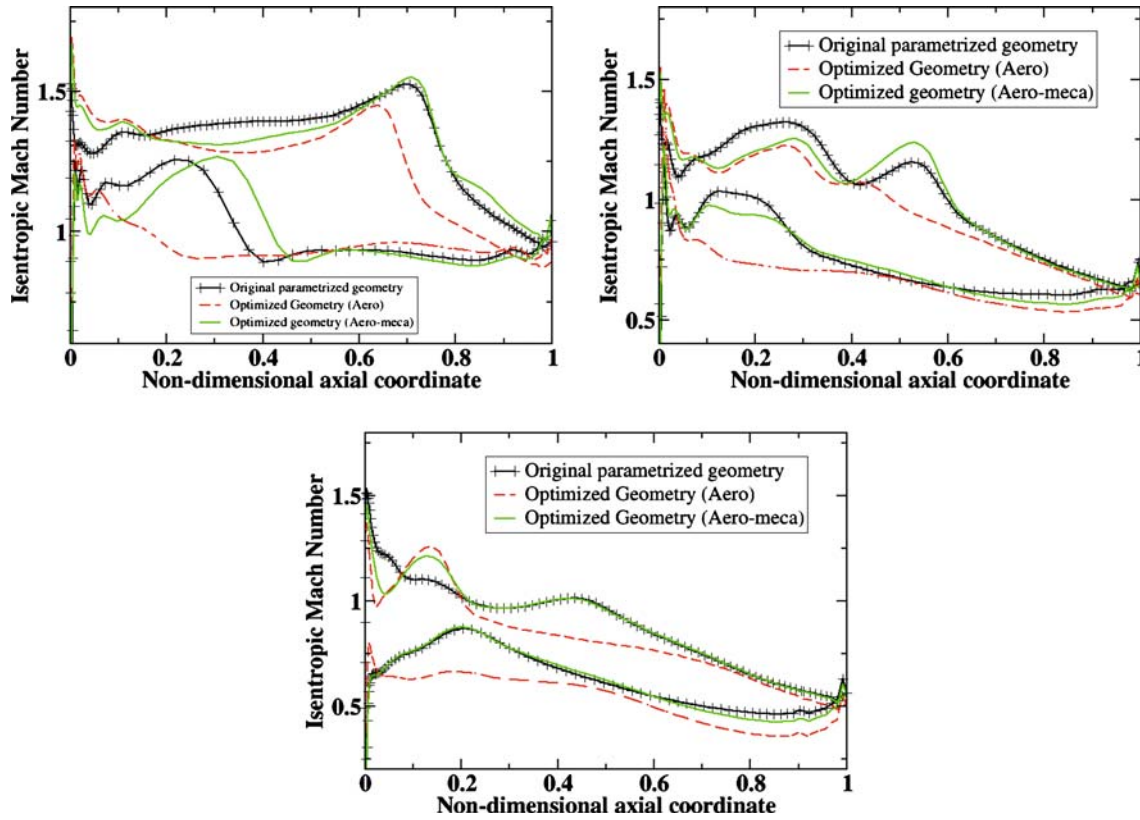 Isentropic Mach Number
1.5
1
Original parametrized geometry
Optimized Geometry (Aero)
Optimized geometry (Aero-meca)
0
0.2
0.4
0.6
0.8
1
Non-dimensional axial coordinate
Isentropic Mach Number
1.5
1
0.5
Original parametrized geometry
Optimized Geometry (Aero)
Optimized geometry (Aero-meca)
0
0.2
0.4
0.6
0.8
1
Non-dimensional axial coordinate
Isentropic Mach Number
1.5
1
0.5
Original parametrized geometry
Optimized Geometry (Aero)
Optimized Geometry (Aero-meca)
0
0.2
0.4
0.6
0.8
1
Non-dimensional axial coordinate